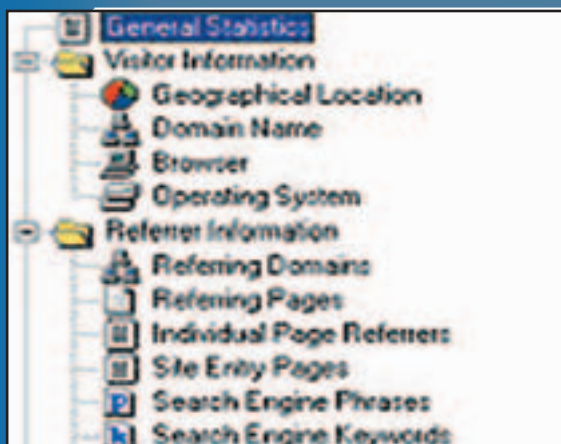 General Statistics
Visitor Information
Geographical Location
Domain Name
Browser
Operating System
Referrer Information
Referring Domains
Referring Pages
Individual Page Referrers
Site Entry Pages
Search Engine Phrases
Search Engine Keywords